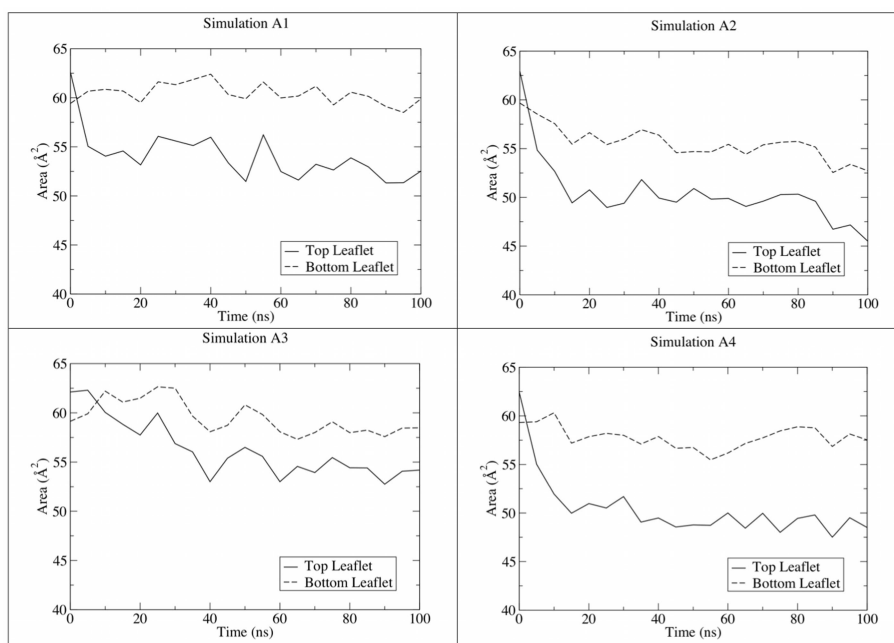 Simulation A1
65
60
55
50
45
40
Area (Å²)
0 20 40 60 80 100
Time (ns)
Top Leaflet
Bottom Leaflet
Simulation A2
65
60
55
50
45
40
Area (Å²)
0 20 40 60 80 100
Time (ns)
Top Leaflet
Bottom Leaflet
Simulation A3
65
60
55
50
45
40
Area (Å²)
0 20 40 60 80 100
Time (ns)
Top Leaflet
Bottom Leaflet
Simulation A4
65
60
55
50
45
40
Area (Å²)
0 20 40 60 80 100
Time (ns)
Top Leaflet
Bottom Leaflet